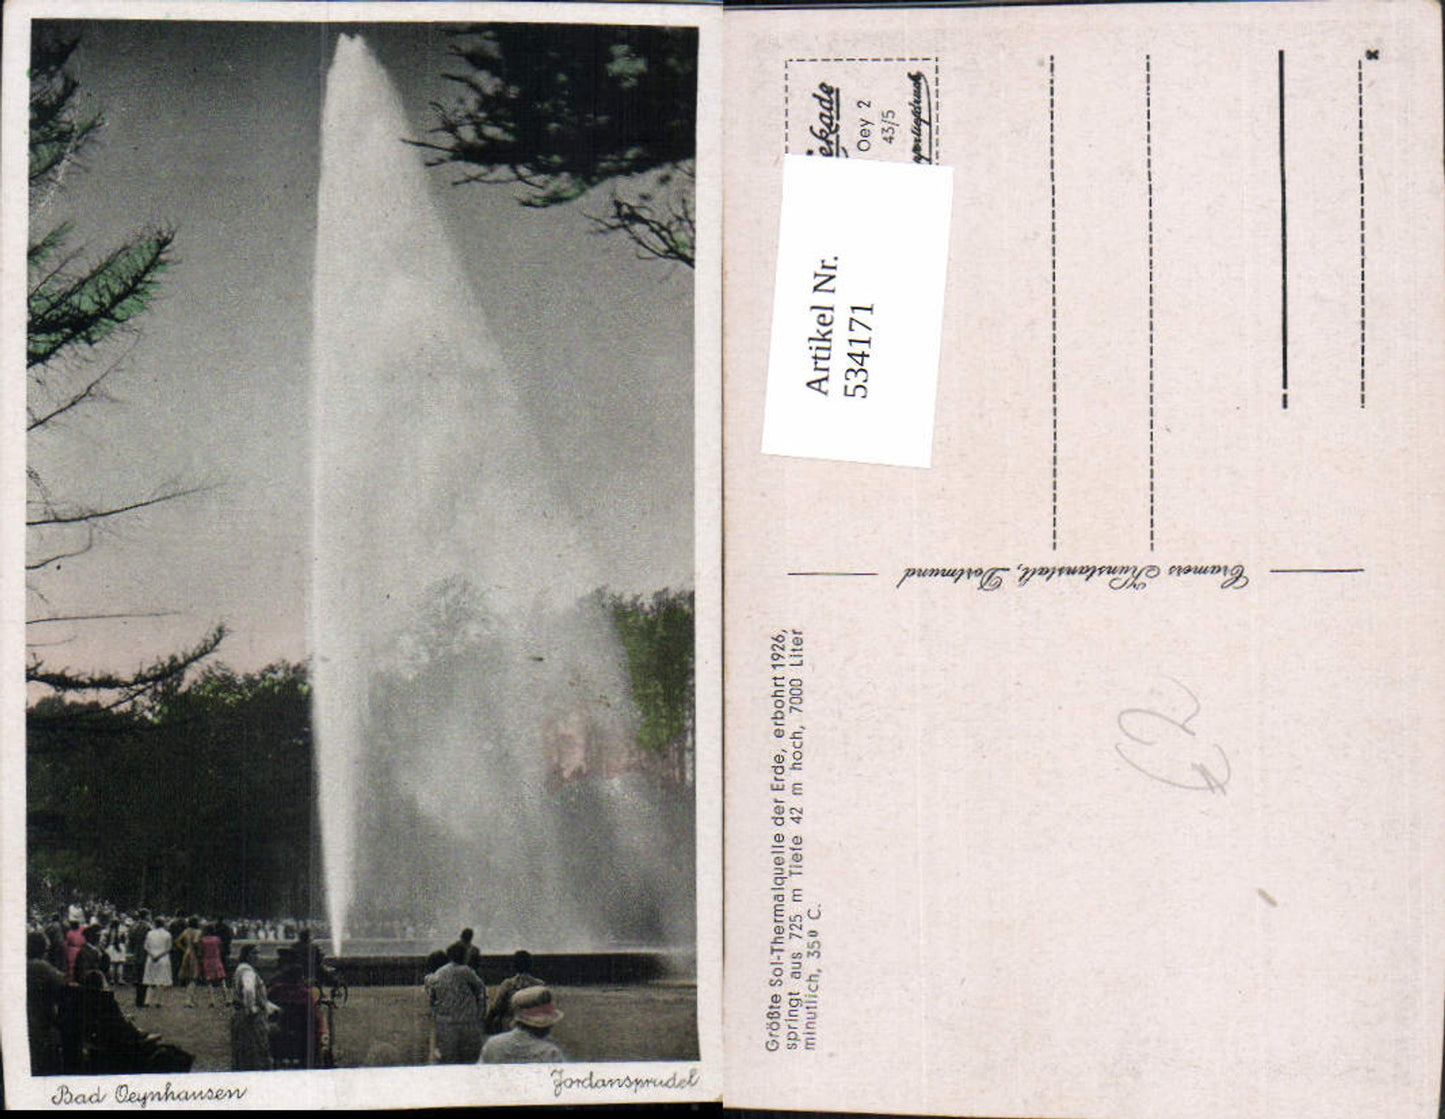 Bad Oeynhausen
Jordansprudel
Größte Sol-Thermalquelle der Erde, erbohrt 1926,
springt aus 725 m Tiefe 42 m hoch, 7000 Liter
minutlich, 35° C.
Cramers Kunstanstalt, Dortmund
Oey 2
43/5
Artikel Nr.
534171
62